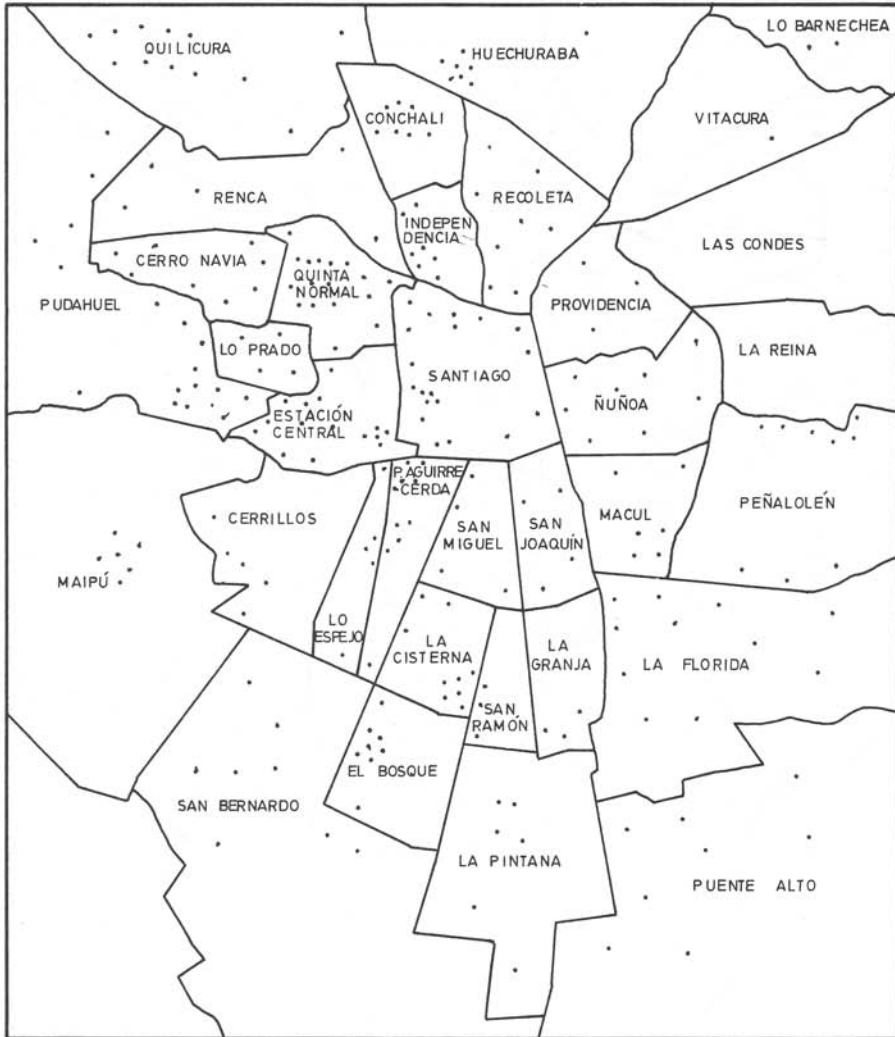 LO BARNECHEA
QUILICURA
HUECHURABA
CONCHALI
VITACURA
RENCA
RECOLETA
INDEPEN
DENCIA
LAS CONDES
CERRO NAVIA
QUINTA
NORMAL
PUDAHUEL
PROVIDENCIA
LO PRADO
LA REINA
SANTIAGO
ÑUÑOA
ESTACIÓN
CENTRAL
P.AGUIRRE
CERDA
PEÑALOLÉN
CERRILLOS
SAN
MIGUEL
SAN
JOAQUÍN
MACUL
MAIPÚ
LO
ESPEJO
LA
CISTERNA
LA
GRANJA
LA FLORIDA
SAN
RAMÓN
EL BOSQUE
SAN BERNARDO
LA PINTANA
PUENTE ALTO